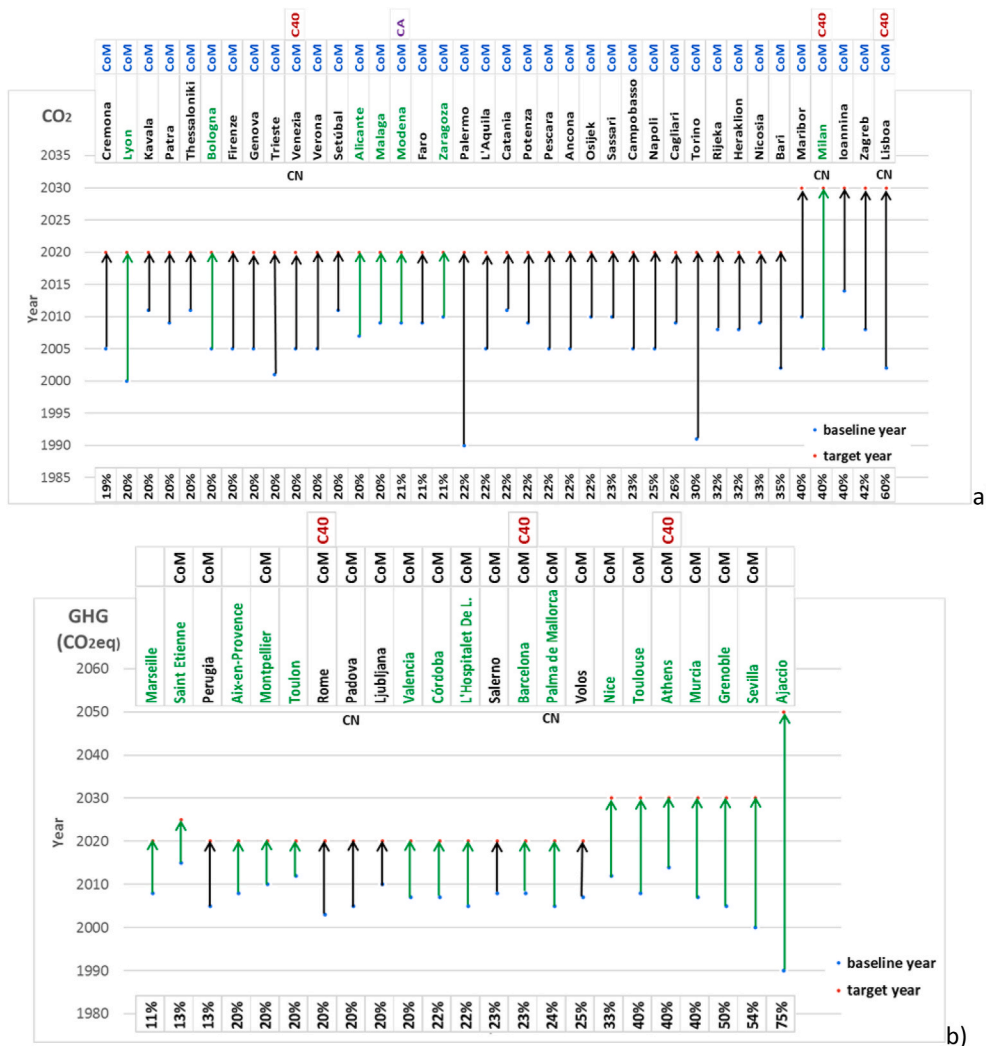 C40 CA C40 C40
CoM CoM CoM CoM CoM CoM CoM CoM CoM CoM CoM CoM CoM CoM CoM CoM CoM CoM CoM CoM CoM CoM CoM CoM CoM CoM CoM CoM CoM CoM CoM CoM CoM CoM CoM CoM CoM CoM
CO2
Cremona Lyon Kavala Patra Thessaloniki Bologna Firenze Genova Trieste Venezia Verona Setúbal Alicante Malaga Modena Faro Zaragoza Palermo L'Aquila Catania Potenza Pescara Ancona Osijek Sassari Campobasso Napoli Cagliari Torino Rijeka Heraklion Nicosia Bari Maribor Milan Ioannina Zagreb Lisboa
CN CN CN
2035
2030
2025
2020
2015
2010
2005
2000
1995
1990
1985
Year
baseline year
target year
19% 20% 20% 20% 20% 20% 20% 20% 20% 20% 20% 20% 20% 20% 21% 21% 21% 22% 22% 22% 22% 22% 22% 22% 23% 23% 25% 26% 30% 32% 32% 33% 35% 40% 40% 40% 42% 60%
a
C40 C40 C40
CoM CoM CoM CoM CoM CoM CoM CoM CoM CoM CoM CoM CoM CoM CoM CoM CoM CoM CoM
GHG
(CO2eq)
Marseille Saint Etienne Perugia Aix-en-Provence Montpellier Toulon Rome Padova Ljubljana Valencia Córdoba L'Hospitalet De L. Salerno Barcelona Palma de Mallorca Volos Nice Toulouse Athens Murcia Grenoble Sevilla Ajaccio
CN CN
2060
2050
2040
2030
2020
2010
2000
1990
1980
Year
baseline year
target year
11% 13% 13% 20% 20% 20% 20% 20% 20% 20% 22% 22% 23% 23% 24% 25% 33% 40% 40% 40% 50% 54% 75%
b)